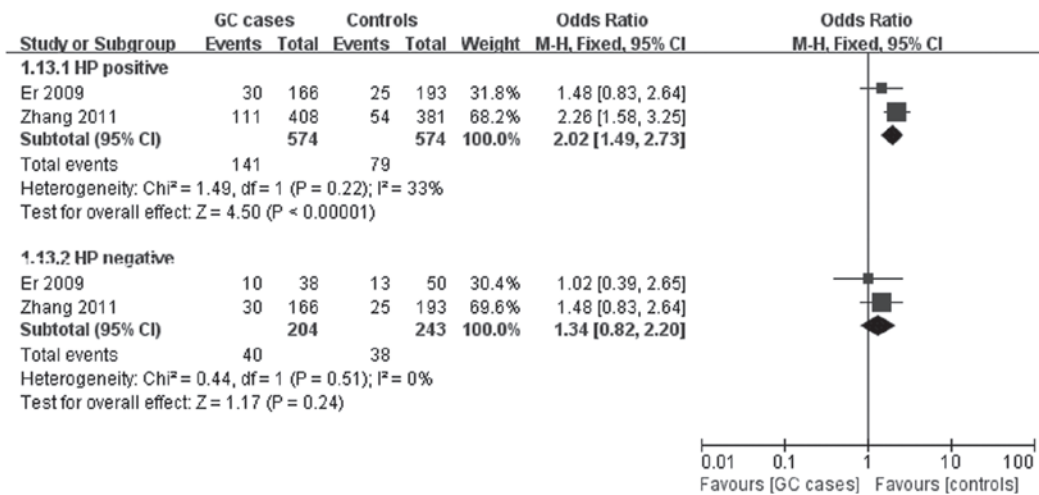 GC cases Controls Odds Ratio Odds Ratio
Study or Subgroup Events Total Events Total Weight M-H, Fixed, 95% CI M-H, Fixed, 95% CI
1.13.1 HP positive
Er 2009 30 166 25 193 31.8% 1.48 [0.83, 2.64]
Zhang 2011 111 408 54 381 68.2% 2.26 [1.58, 3.25]
Subtotal (95% CI) 574 574 100.0% 2.02 [1.49, 2.73]
Total events 141 79
Heterogeneity: Chi² = 1.49, df = 1 (P = 0.22); I² = 33%
Test for overall effect: Z = 4.50 (P < 0.00001)
1.13.2 HP negative
Er 2009 10 38 13 50 30.4% 1.02 [0.39, 2.65]
Zhang 2011 30 166 25 193 69.6% 1.48 [0.83, 2.64]
Subtotal (95% CI) 204 243 100.0% 1.34 [0.82, 2.20]
Total events 40 38
Heterogeneity: Chi² = 0.44, df = 1 (P = 0.51); I² = 0%
Test for overall effect: Z = 1.17 (P = 0.24)
0.01 0.1 1 10 100
Favours [GC cases] Favours [controls]